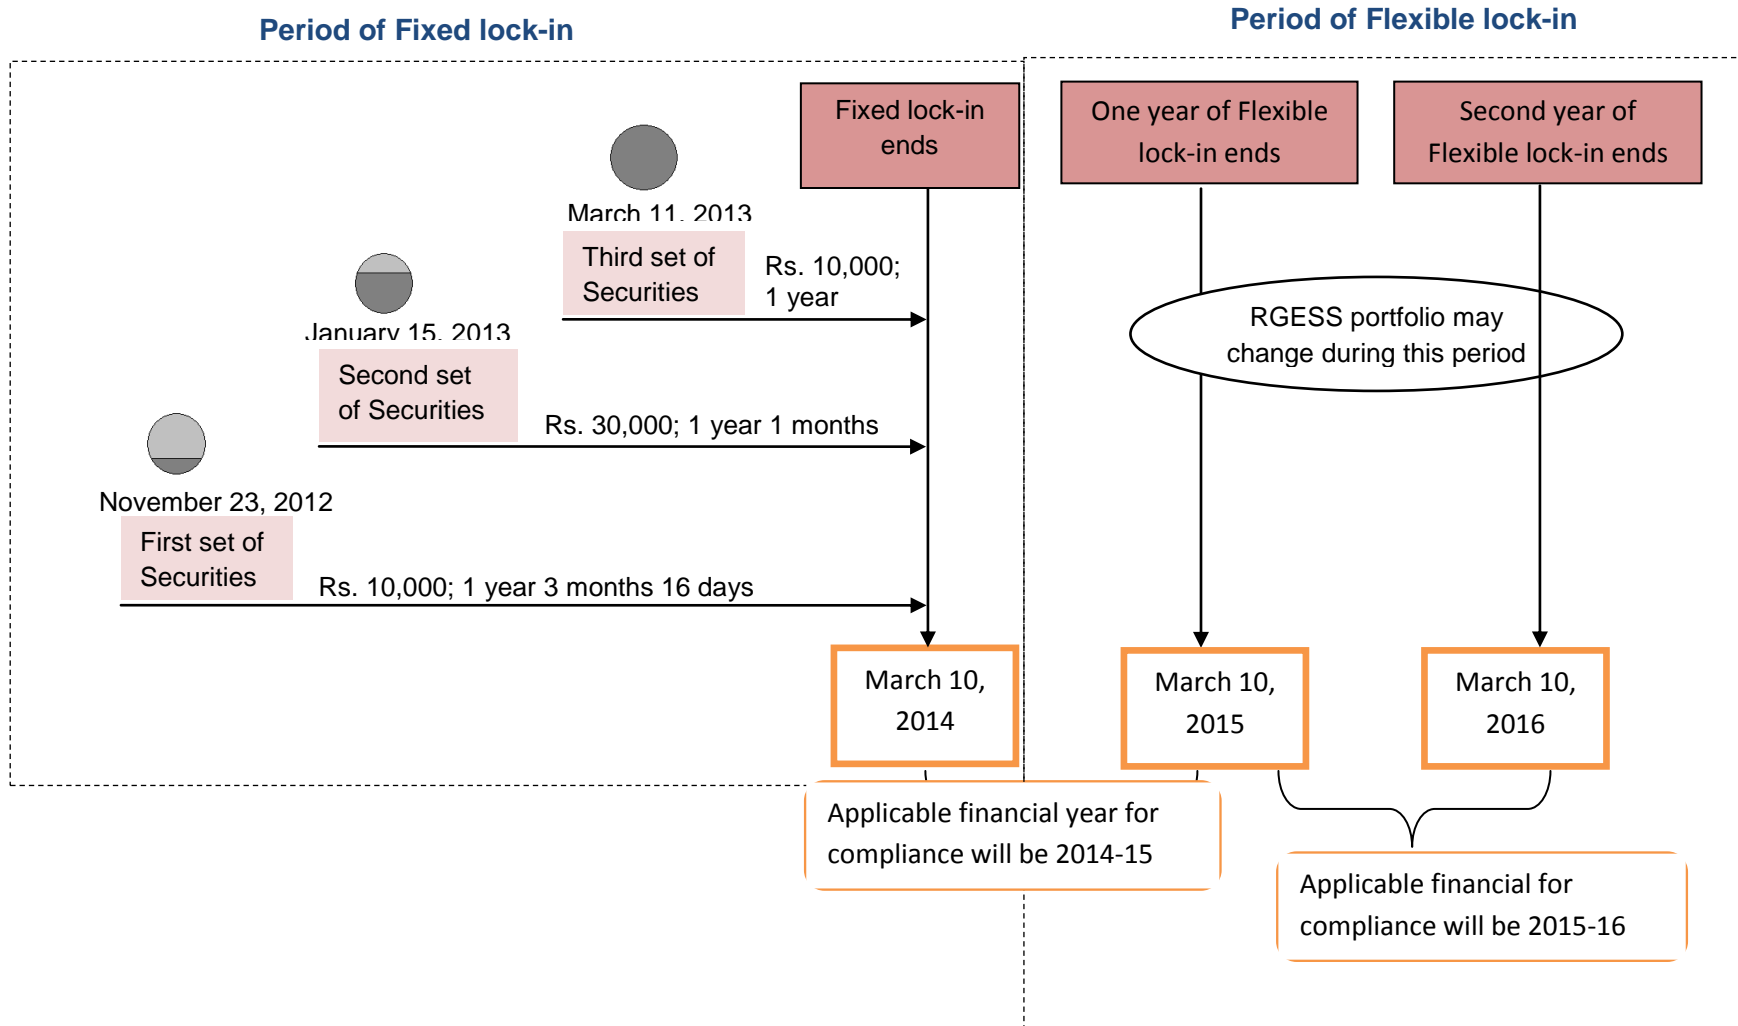 Period of Fixed lock-in
Period of Flexible lock-in
Fixed lock-in
ends
One year of Flexible
lock-in ends
Second year of
Flexible lock-in ends
March 11, 2013
Third set of
Securities
Rs. 10,000;
1 year
RGESS portfolio may
change during this period
January 15, 2013
Second set
of Securities
Rs. 30,000; 1 year 1 months
November 23, 2012
First set of
Securities
Rs. 10,000; 1 year 3 months 16 days
March 10,
2014
March 10,
2015
March 10,
2016
Applicable financial year for
compliance will be 2014-15
Applicable financial for
compliance will be 2015-16